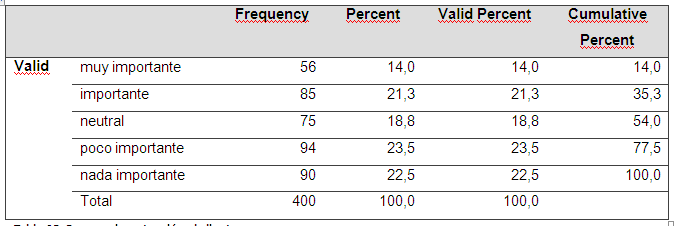 Frequency Percent Valid Percent Cumulative
Percent
Valid muy importante 56 14,0 14,0 14,0
importante 85 21,3 21,3 35,3
neutral 75 18,8 18,8 54,0
poco importante 94 23,5 23,5 77,5
nada importante 90 22,5 22,5 100,0
Total 400 100,0 100,0